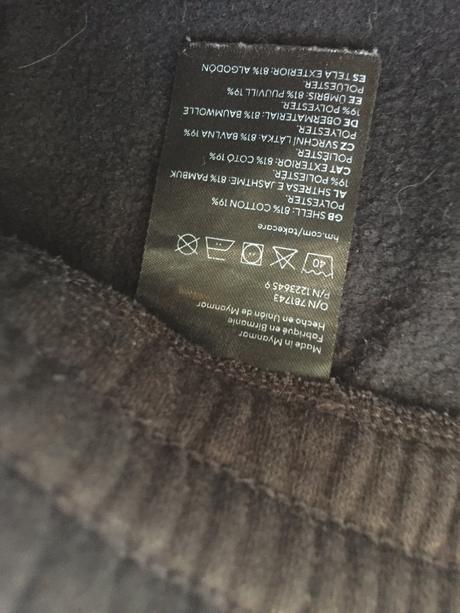 Made in Myanmar
Fabriqué en Birmanie
Hecho en Unión de Myanmar
O/N 781743
P/N 1223645 9
40
hm.com/takecare
GB SHELL: 81% COTTON 19%
POLYESTER.
AL SHTRESA E JASHTME: 81% PAMBUK
19% POLIESTËR.
CAT EXTERIOR: 81% COTÓ 19%
POLIÈSTER.
CZ SVRCHNÍ LÁTKA: 81% BAVLNA 19%
POLYESTER.
DE OBERMATERIAL: 81% BAUMWOLLE
19% POLYESTER.
EE ÜMBRIS: 81% PUUVILL 19%
POLÜESTER.
ES TELA EXTERIOR: 81% ALGODÓN